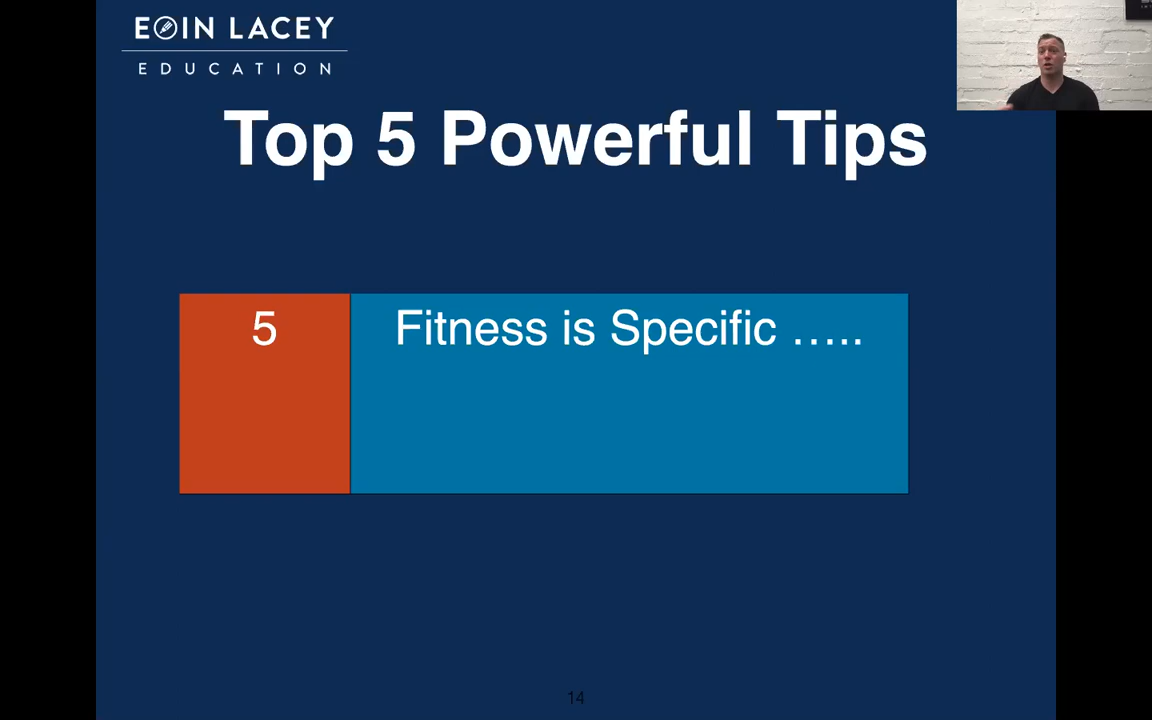 EOIN LACEY
EDUCATION
Top 5 Powerful Tips
5 Fitness is Specific …..
14